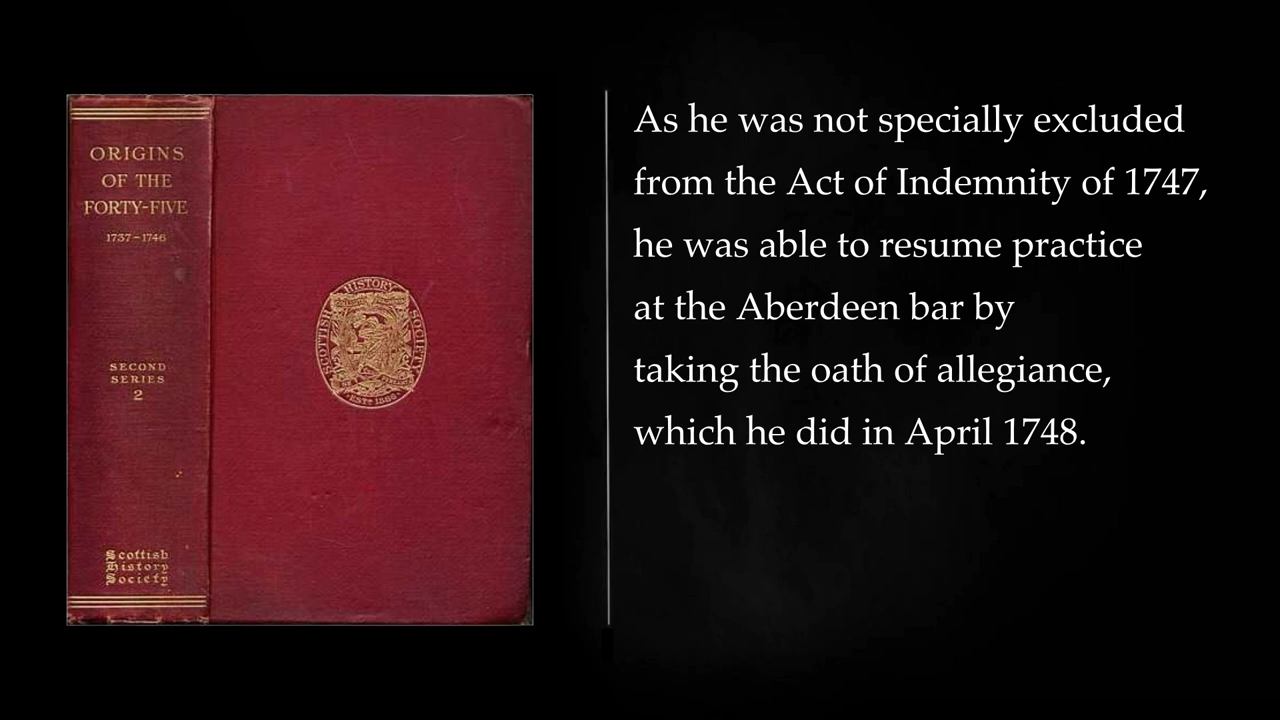 ORIGINS
OF THE
FORTY-FIVE
1737-1746
SECOND
SERIES
2
Scottish
History
Society
SCOTTISH HISTORY SOCIETY
ESTD 1886
As he was not specially excluded
from the Act of Indemnity of 1747,
he was able to resume practice
at the Aberdeen bar by
taking the oath of allegiance,
which he did in April 1748.